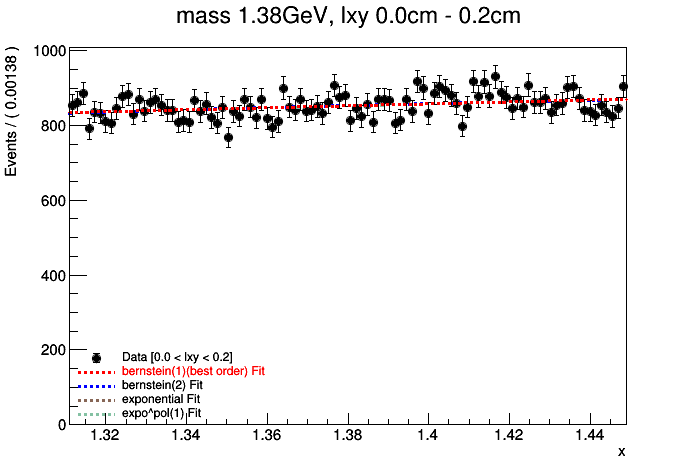 mass 1.38GeV, lxy 0.0cm - 0.2cm
Events / ( 0.00138 )
1000
800
600
400
200
0
Data [0.0 < lxy < 0.2]
bernstein(1)(best order) Fit
bernstein(2) Fit
exponential Fit
expo^pol(1) Fit
1.32 1.34 1.36 1.38 1.4 1.42 1.44
x